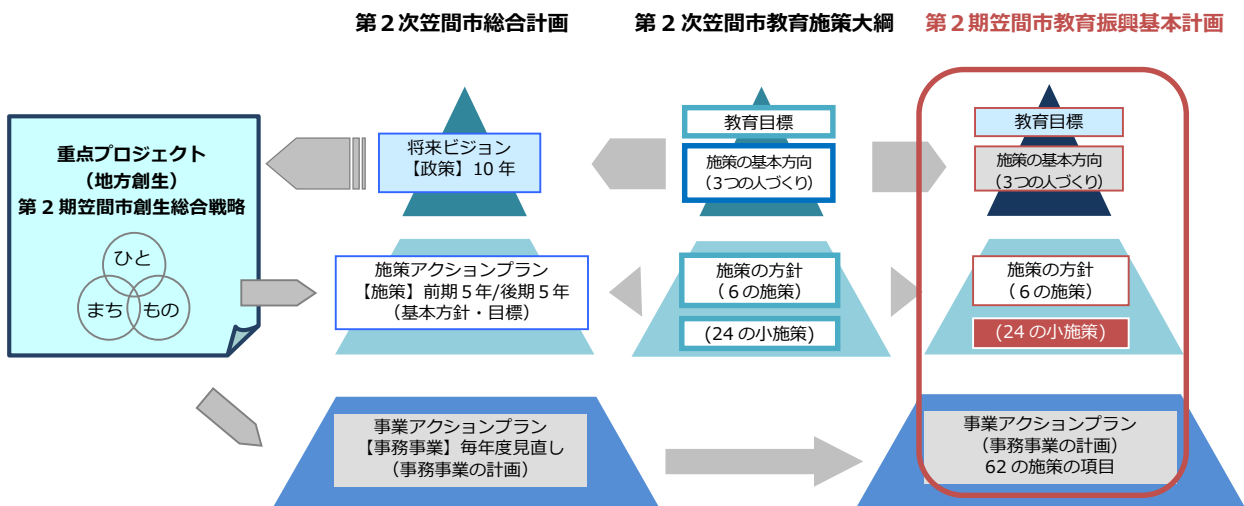 第２次笠間市総合計画
第２次笠間市教育施策大綱
第２期笠間市教育振興基本計画
重点プロジェクト
（地方創生）
第２期笠間市創生総合戦略
ひと
まち
もの
将来ビジョン
【政策】10 年
施策アクションプラン
【施策】前期５年/後期５年
（基本方針・目標）
事業アクションプラン
【事務事業】毎年度見直し
（事務事業の計画）
教育目標
施策の基本方向
（３つの人づくり）
施策の方針
（６の施策）
(24 の小施策)
教育目標
施策の基本方向
（３つの人づくり）
施策の方針
（６の施策）
(24 の小施策)
事業アクションプラン
（事務事業の計画）
62 の施策の項目